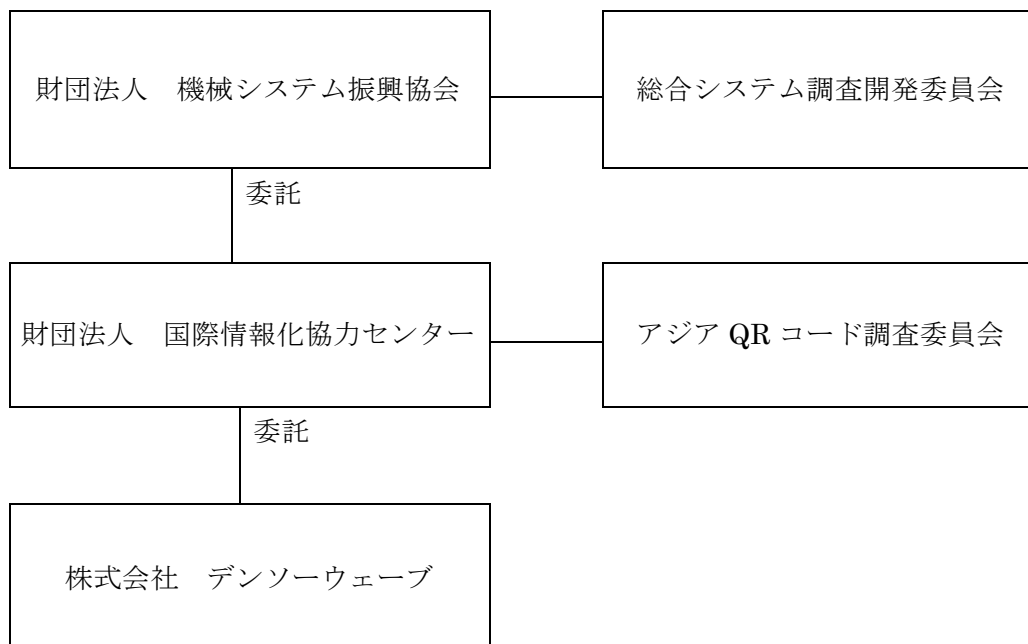 財団法人　機械システム振興協会
総合システム調査開発委員会
委託
財団法人　国際情報化協力センター
アジア QR コード調査委員会
委託
株式会社　デンソーウェーブ